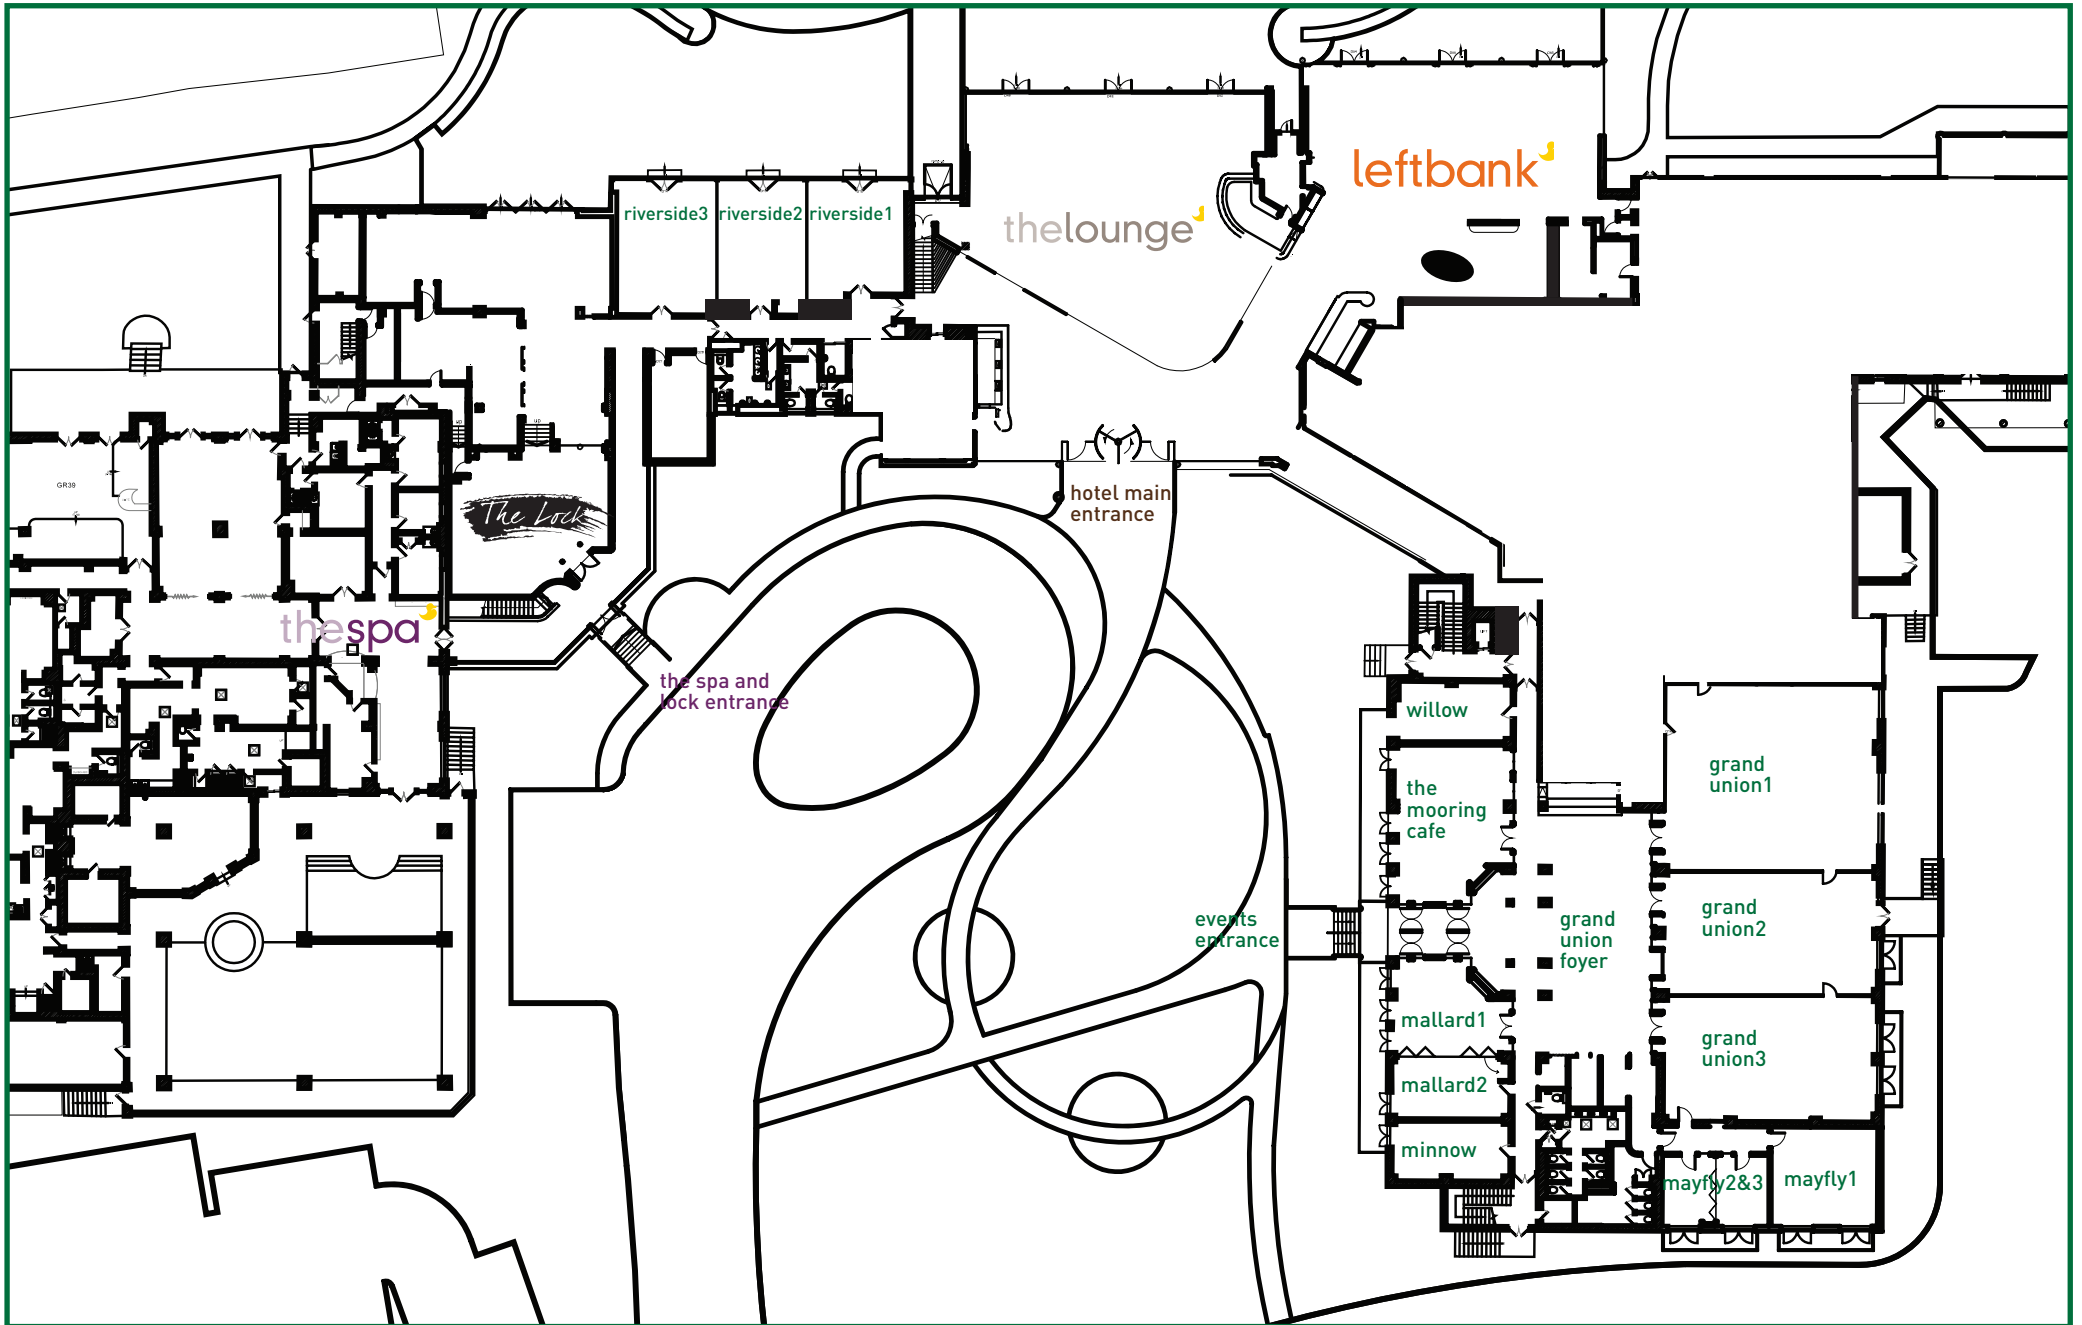 leftbank
riverside3
riverside2
riverside1
thelounge
GR39
hotel main
entrance
The Lock
thespa
the spa and
lock entrance
willow
the
mooring
cafe
grand
union1
events
entrance
grand
union
foyer
grand
union2
mallard1
grand
union3
mallard2
minnow
mayfly2&3
mayfly1